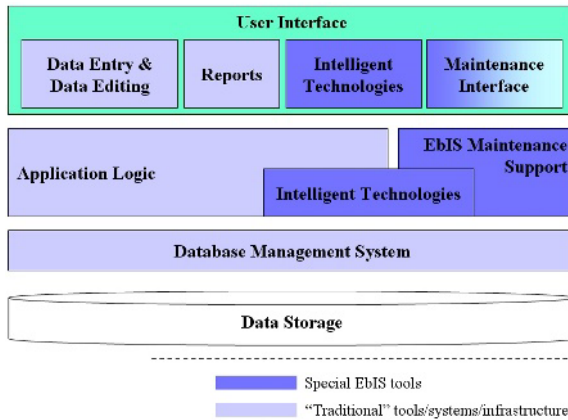 User Interface
Data Entry &
Data Editing
Reports
Intelligent
Technologies
Maintenance
Interface
Application Logic
EbIS Maintenance
Support
Intelligent Technologies
Database Management System
Data Storage
Special EbIS tools
“Traditional” tools/systems/infrastructure